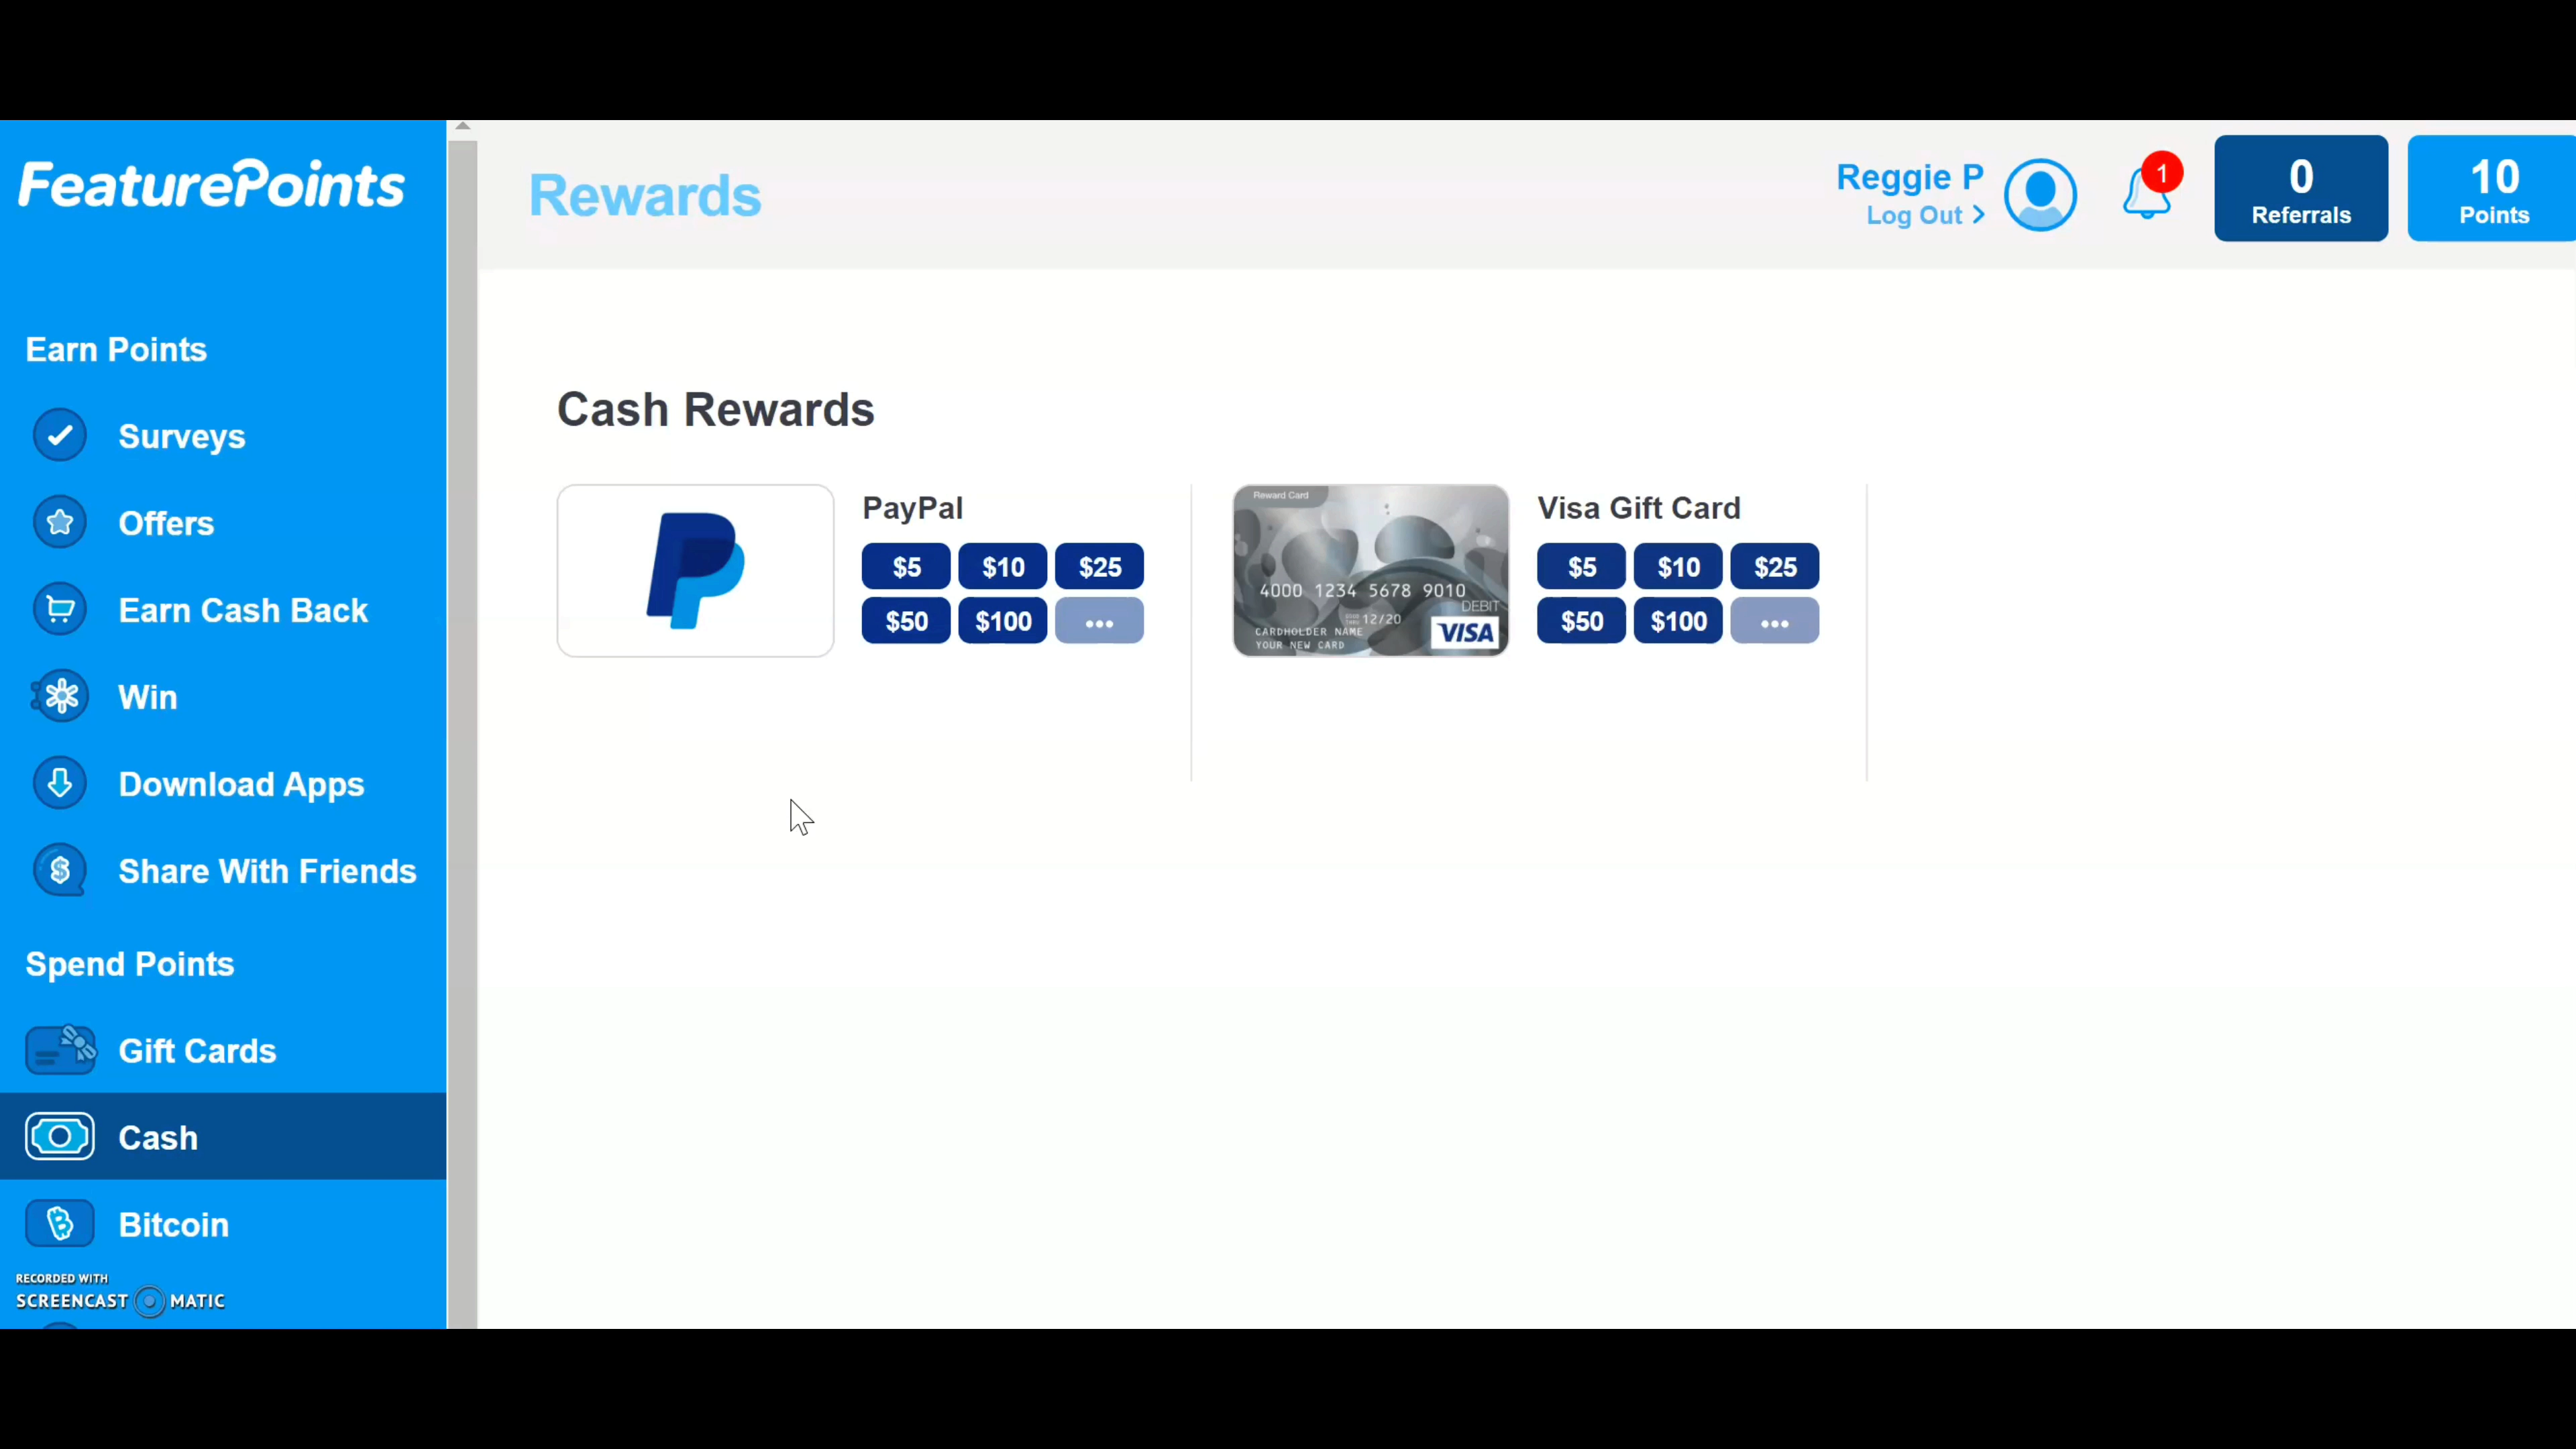 FeaturePoints
Rewards
Reggie P
Log Out >
1
0
Referrals
10
Points
Earn Points
Surveys
Offers
Earn Cash Back
Win
Download Apps
Share With Friends
Spend Points
Gift Cards
Cash
Bitcoin
RECORDED WITH
SCREENCAST MATIC
Cash Rewards
PayPal
$5 $10 $25
$50 $100 •••
Reward Card
4000 1234 5678 9010
DEBIT
12/20
CARDHOLDER NAME
YOUR NEW CARD
VISA
Visa Gift Card
$5 $10 $25
$50 $100 •••